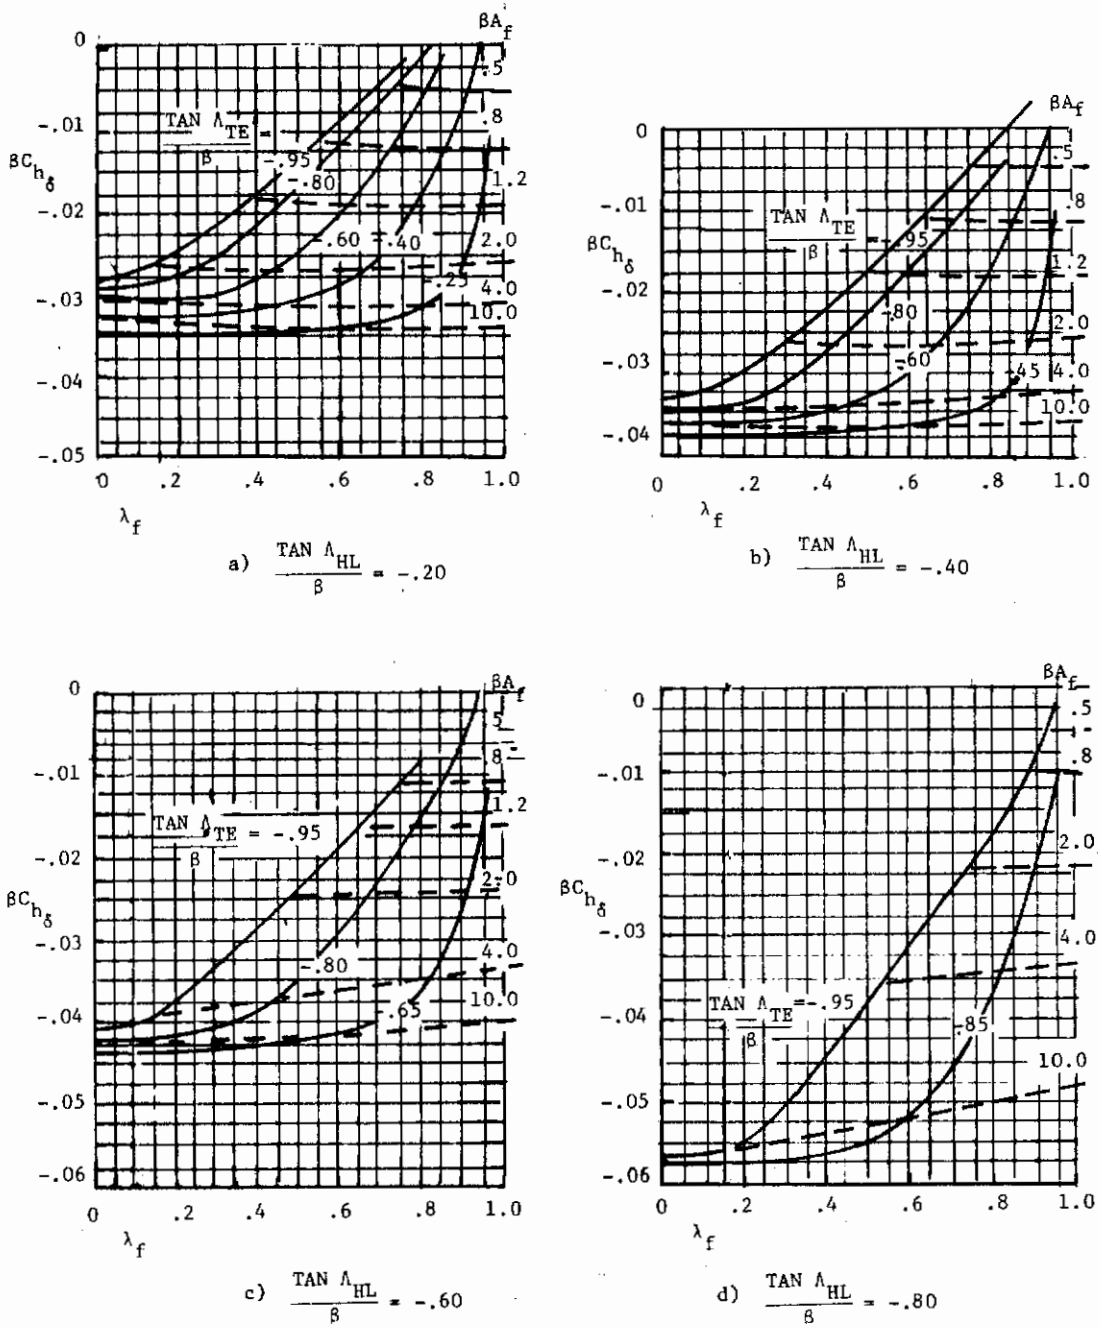 βA_f
0
.5
.8
-.01
TAN Λ_TE / β =
-.95
-.80
βC_hδ
1.2
-.02
-.60
-.40
2.0
-.25
4.0
-.03
10.0
-.04
-.05
0 .2 .4 .6 .8 1.0
λ_f
a) TAN Λ_HL / β = -.20
βA_f
0
.5
.8
-.01
TAN Λ_TE / β = -.95
βC_hδ
1.2
-.02
-.80
2.0
-.03
-.60
-.45
4.0
10.0
-.04
0 .2 .4 .6 .8 1.0
λ_f
b) TAN Λ_HL / β = -.40
βA_f
0
.5
.8
-.01
1.2
TAN Λ_TE / β = -.95
-.02
2.0
βC_hδ
-.03
-.80
4.0
10.0
-.65
-.04
-.05
-.06
0 .2 .4 .6 .8 1.0
λ_f
c) TAN Λ_HL / β = -.60
βA_f
0
.5
.8
-.01
2.0
-.02
βC_hδ
-.03
4.0
TAN Λ_TE / β = -.95
-.85
-.04
10.0
-.05
-.06
0 .2 .4 .6 .8 1.0
λ_f
d) TAN Λ_HL / β = -.80